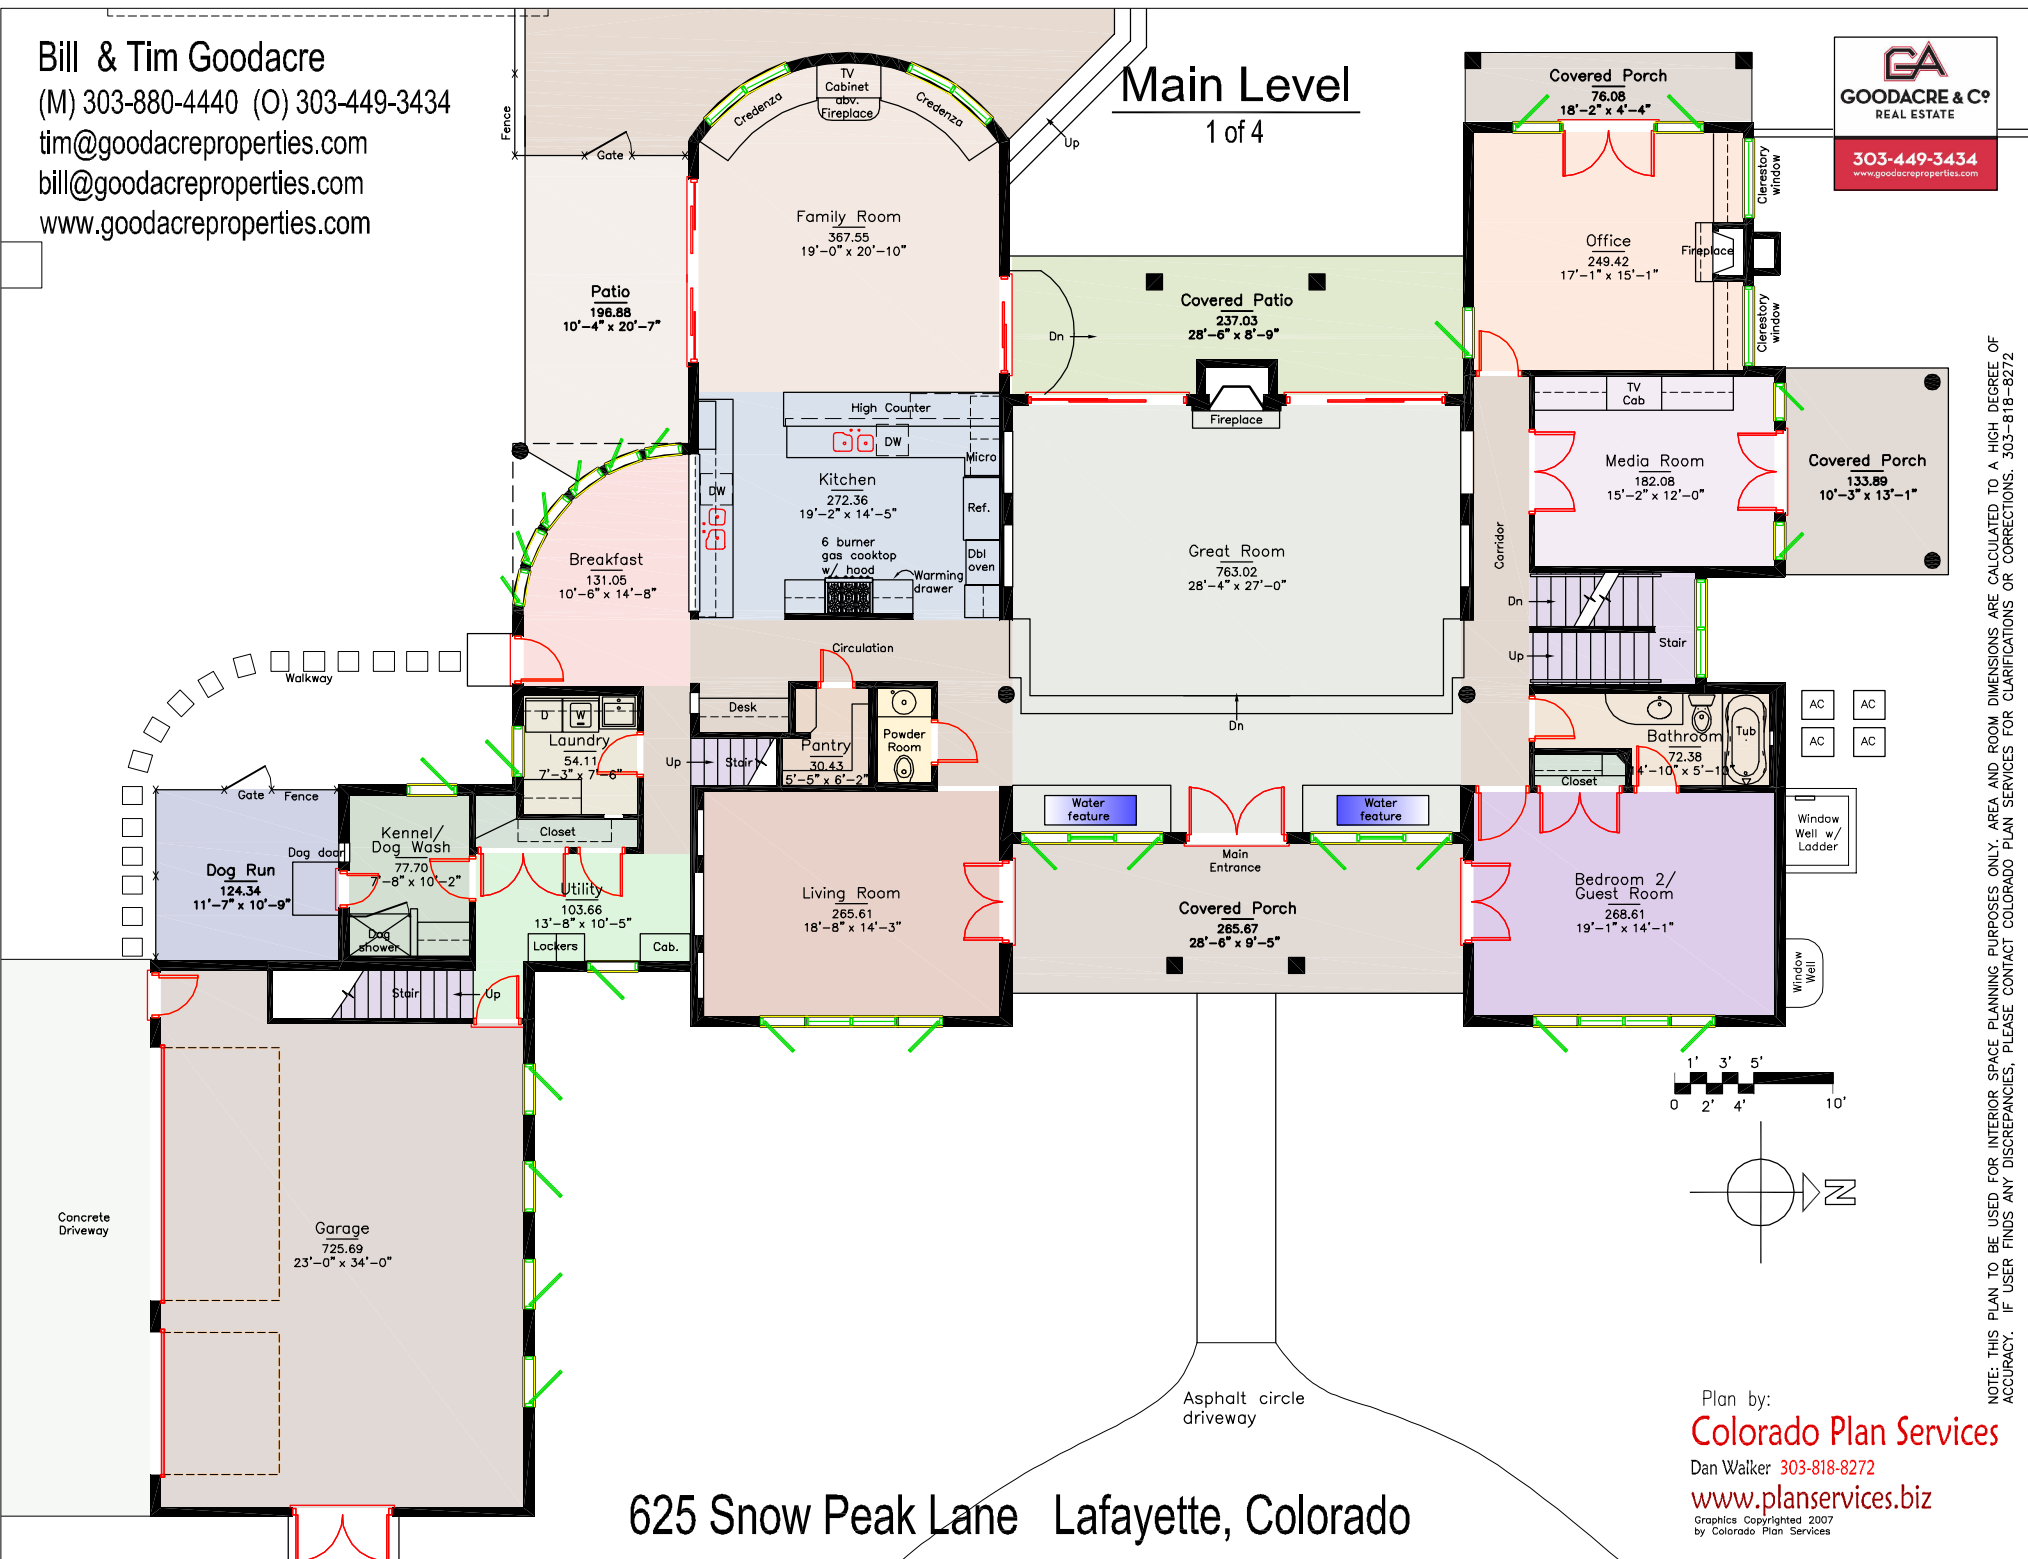 Bill & Tim Goodacre
(M) 303-880-4440 (O) 303-449-3434
tim@goodacreproperties.com
bill@goodacreproperties.com
www.goodacreproperties.com
Main Level
1 of 4
GOODACRE & Cº
REAL ESTATE
303-449-3434
www.goodacreproperties.com
Fence
Gate
TV
Cabinet
abv.
Fireplace
Credenza
Credenza
Up
Covered Porch
76.08
18'-2" x 4'-4"
Clerestory
window
Family Room
367.55
19'-0" x 20'-10"
Office
249.42
17'-1" x 15'-1"
Fireplace
Clerestory
window
Patio
196.88
10'-4" x 20'-7"
Covered Patio
237.03
28'-6" x 8'-9"
Dn
Fireplace
High Counter
DW
Micro
TV
Cab
Kitchen
272.36
19'-2" x 14'-5"
DW
Ref.
6 burner
gas cooktop
w/ hood
Warming
drawer
Dbl
oven
Media Room
182.08
15'-2" x 12'-0"
Covered Porch
133.89
10'-3" x 13'-1"
Corridor
Great Room
763.02
28'-4" x 27'-0"
Breakfast
131.05
10'-6" x 14'-8"
Dn
Up
Stair
Circulation
Walkway
Desk
D
W
Laundry
54.11
7'-3" x 7'-6"
Up
Stair
Pantry
30.43
5'-5" x 6'-2"
Powder
Room
Dn
Bathroom
72.38
14'-10" x 5'-10"
Tub
AC
AC
AC
AC
Closet
Gate
Fence
Water
feature
Water
feature
Main
Entrance
Window
Well w/
Ladder
Kennel/
Dog Wash
77.70
7'-8" x 10'-2"
Closet
Dog door
Dog Run
124.34
11'-7" x 10'-9"
Utility
103.66
13'-8" x 10'-5"
Lockers
Cab.
Dog
shower
Living Room
265.61
18'-8" x 14'-3"
Covered Porch
265.67
28'-6" x 9'-5"
Bedroom 2/
Guest Room
268.61
19'-1" x 14'-1"
Window
Well
Stair
Up
1' 3' 5'
0 2' 4' 10'
N
Concrete
Driveway
Garage
725.69
23'-0" x 34'-0"
Asphalt circle
driveway
625 Snow Peak Lane Lafayette, Colorado
Plan by:
Colorado Plan Services
Dan Walker 303-818-8272
www.planservices.biz
Graphics Copyrighted 2007
by Colorado Plan Services
NOTE: THIS PLAN TO BE USED FOR INTERIOR SPACE PLANNING PURPOSES ONLY. AREA AND ROOM DIMENSIONS ARE CALCULATED TO A HIGH DEGREE OF
ACCURACY. IF USER FINDS ANY DISCREPANCIES, PLEASE CONTACT COLORADO PLAN SERVICES FOR CLARIFICATIONS OR CORRECTIONS. 303-818-8272